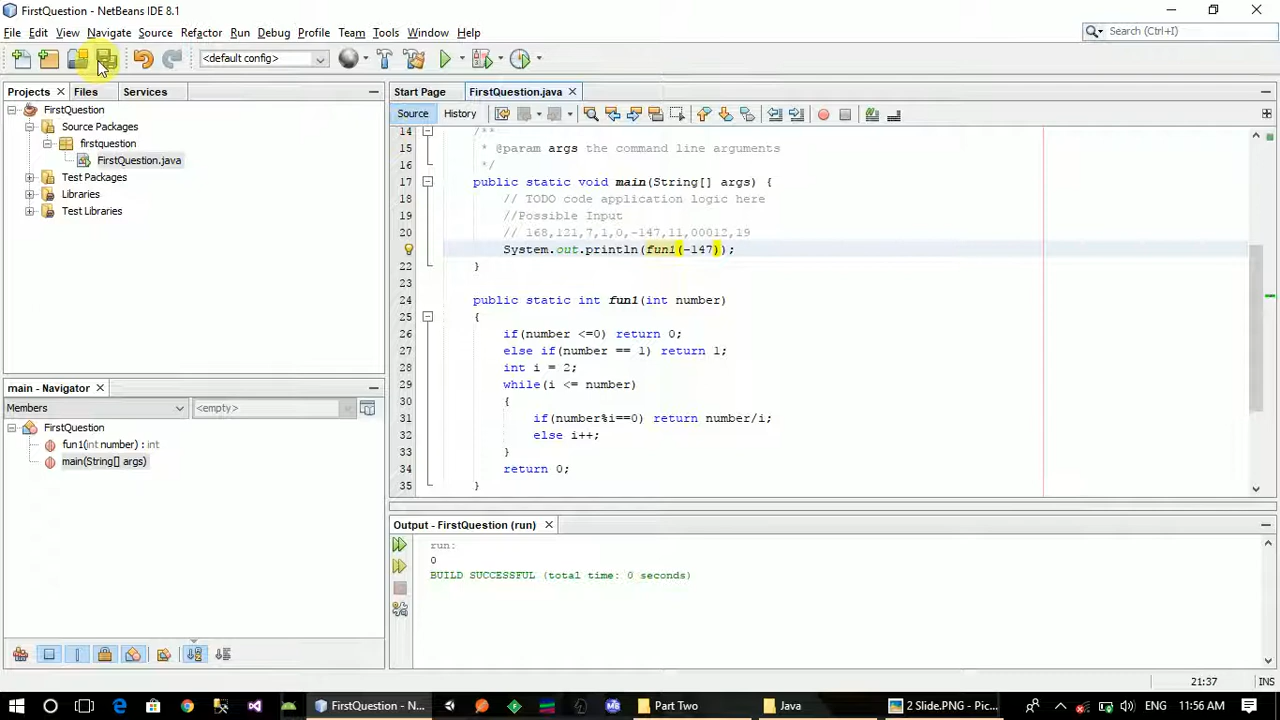 FirstQuestion - NetBeans IDE 8.1
File Edit View Navigate Source Refactor Run Debug Profile Team Tools Window Help
Search (Ctrl+I)
<default config>
Projects Files Services
FirstQuestion
Source Packages
firstquestion
FirstQuestion.java
Test Packages
Libraries
Test Libraries
main - Navigator
Members <empty>
FirstQuestion
fun1(int number) : int
main(String[] args)
Start Page FirstQuestion.java
Source History
14 /**
15 * @param args the command line arguments
16 */
17 public static void main(String[] args) {
18 // TODO code application logic here
19 //Possible Input
20 // 168,121,7,1,0,-147,11,00012,19
System.out.println(fun1(-147));
22 }
23
24 public static int fun1(int number)
25 {
26 if(number <=0) return 0;
27 else if(number == 1) return 1;
28 int i = 2;
29 while(i <= number)
30 {
31 if(number%i==0) return number/i;
32 else i++;
33 }
34 return 0;
35 }
Output - FirstQuestion (run)
run:
0
BUILD SUCCESSFUL (total time: 0 seconds)
21:37 INS
FirstQuestion - N... Part Two Java 2 Slide.PNG - Pic... ENG 11:56 AM